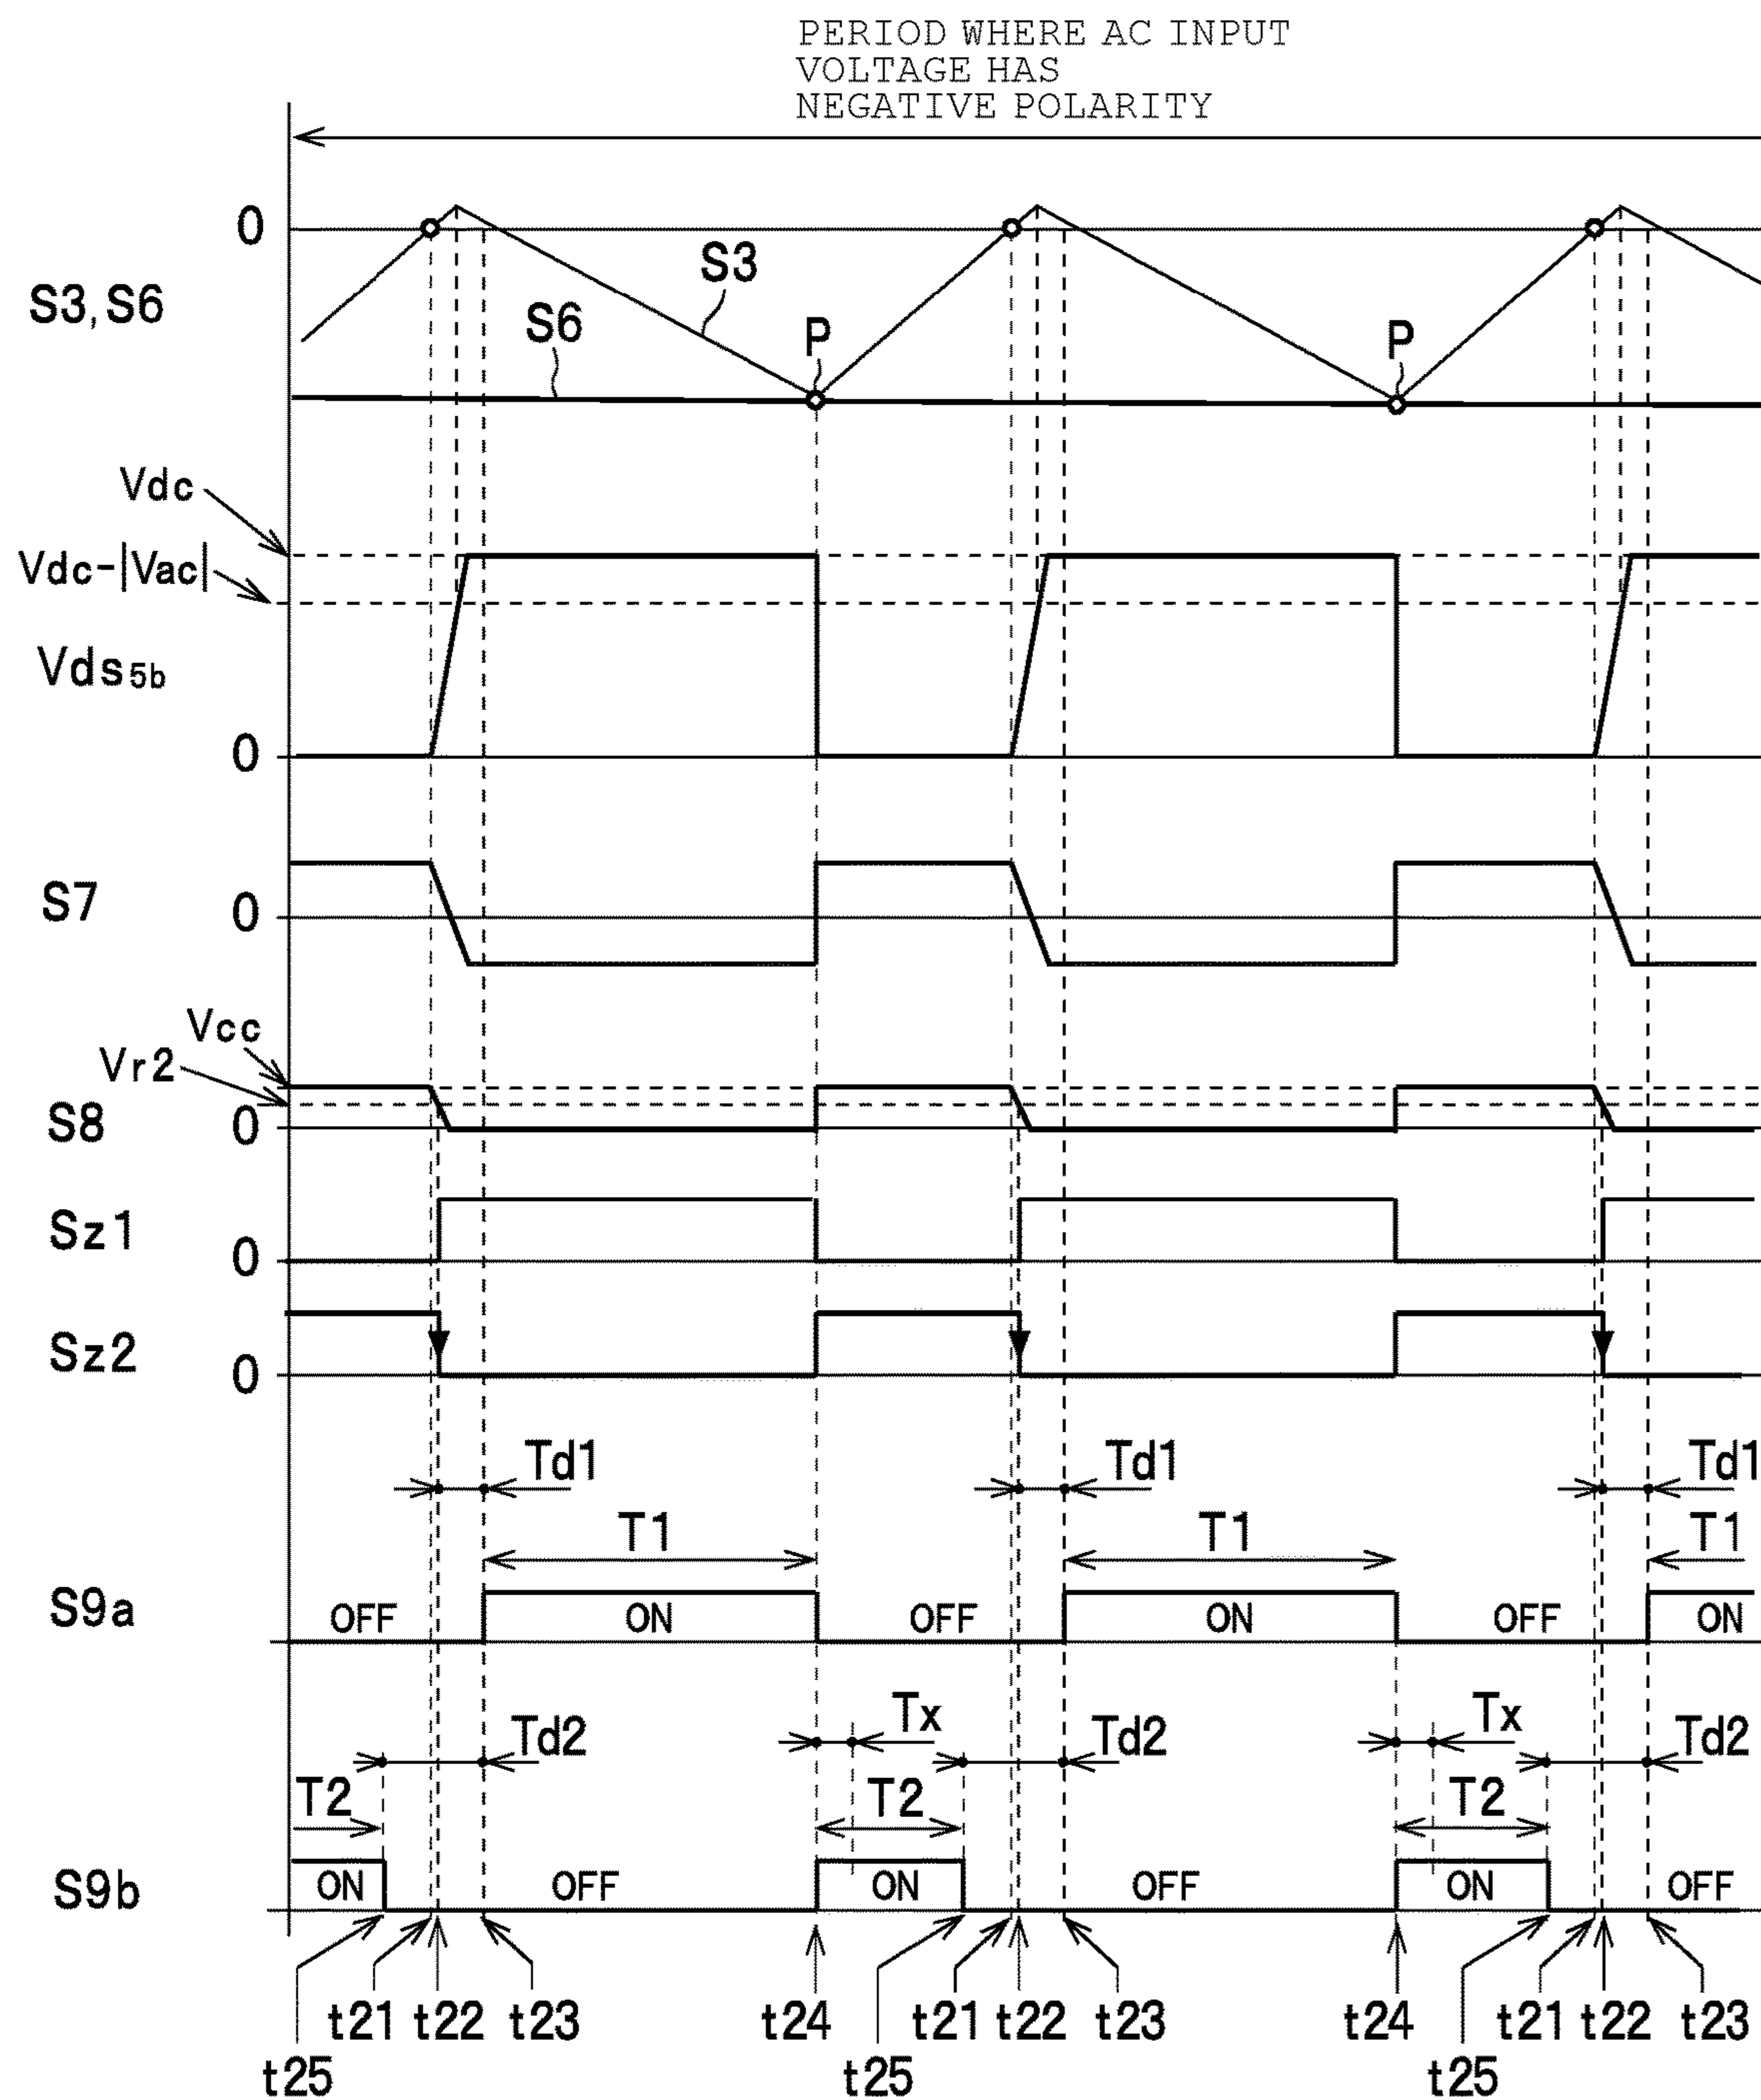 PERIOD WHERE AC INPUT
VOLTAGE HAS
NEGATIVE POLARITY
0
S3
S3, S6
S6
P
P
Vdc
Vdc-|Vac|
Vds5b
0
S7
0
Vcc
Vr2
S8
0
Sz1
0
Sz2
0
Td1
Td1
Td1
T1
T1
T1
S9a
OFF
ON
OFF
ON
OFF
ON
Tx
Tx
Td2
Td2
Td2
T2
T2
T2
S9b
ON
OFF
ON
OFF
ON
OFF
t21 t22 t23 t24 t21 t22 t23 t24 t21 t22 t23
t25 t25 t25